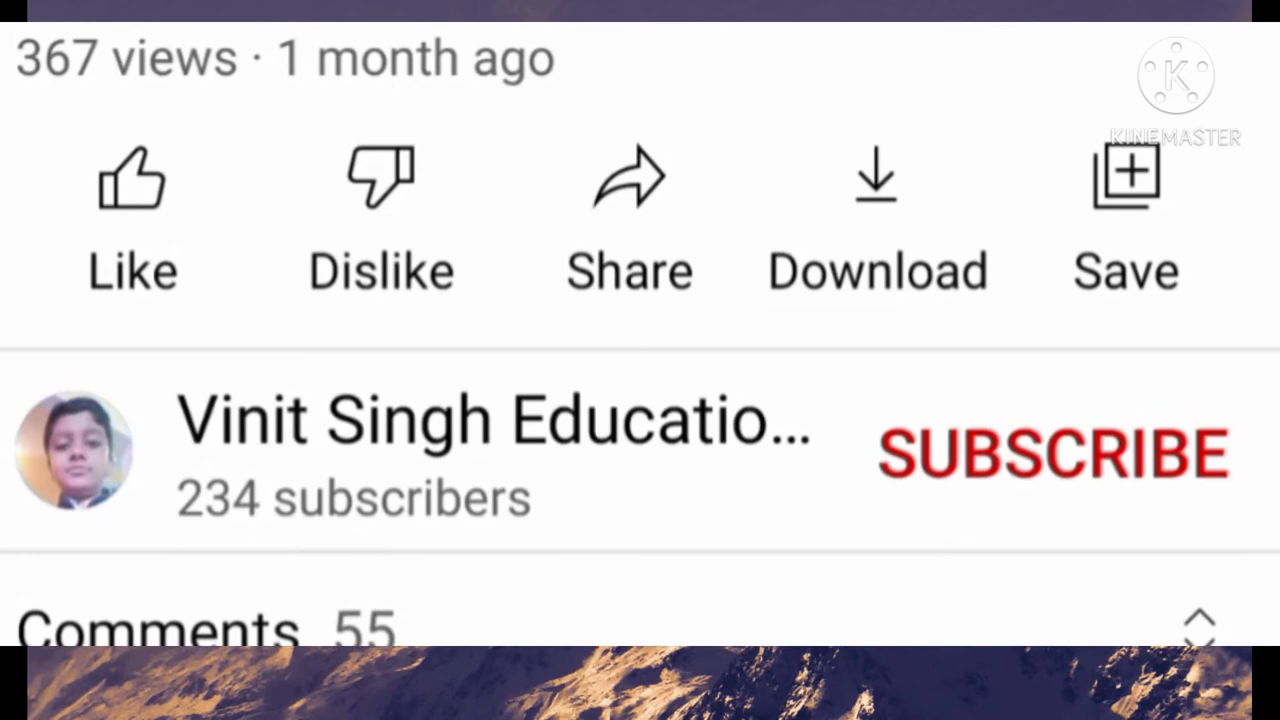 367 views · 1 month ago
K
KINEMASTER
Like Dislike Share Download Save
Vinit Singh Educatio...
SUBSCRIBE
234 subscribers
Comments 55